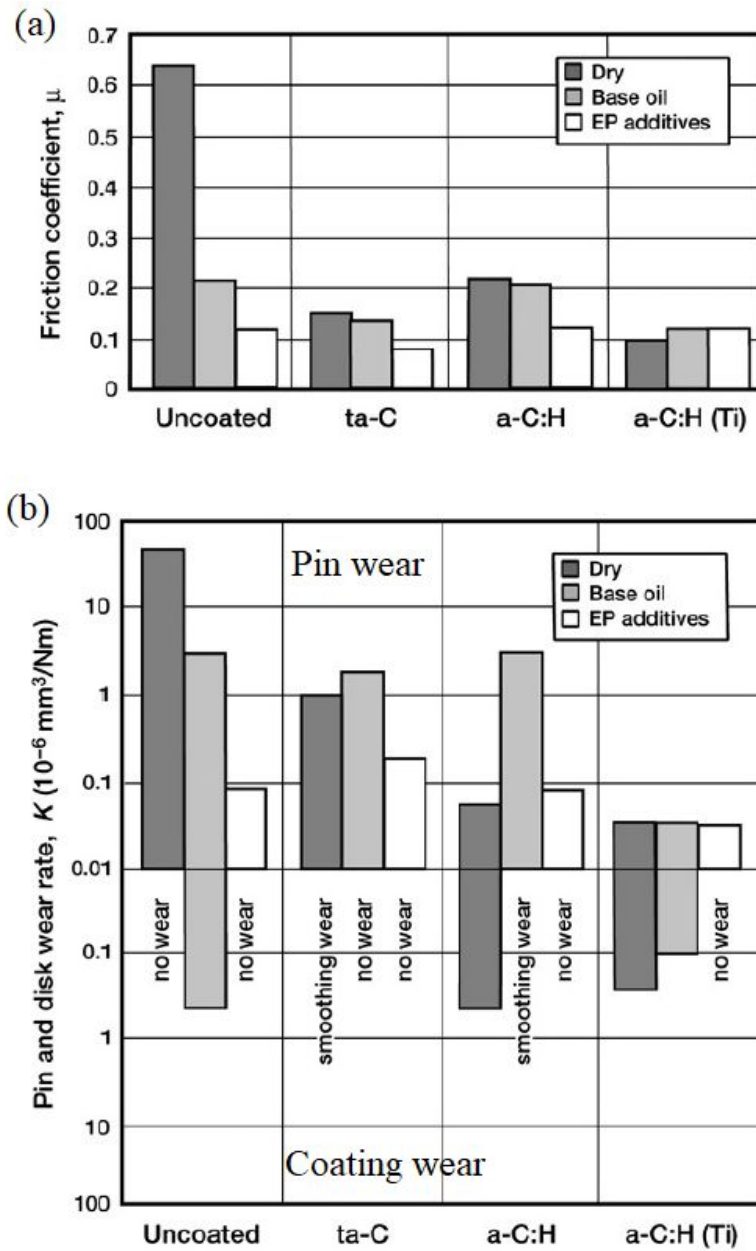 (a)
0.7
0.6
0.5
0.4
0.3
0.2
0.1
0
Friction coefficient, μ
Dry
Base oil
EP additives
Uncoated ta-C a-C:H a-C:H (Ti)
(b)
100
10
1
0.1
0.01
0.1
1
10
100
Pin and disk wear rate, K (10⁻⁶ mm³/Nm)
Pin wear
Dry
Base oil
EP additives
no wear
no wear
smoothing wear
no wear
no wear
smoothing wear
no wear
no wear
Coating wear
Uncoated ta-C a-C:H a-C:H (Ti)